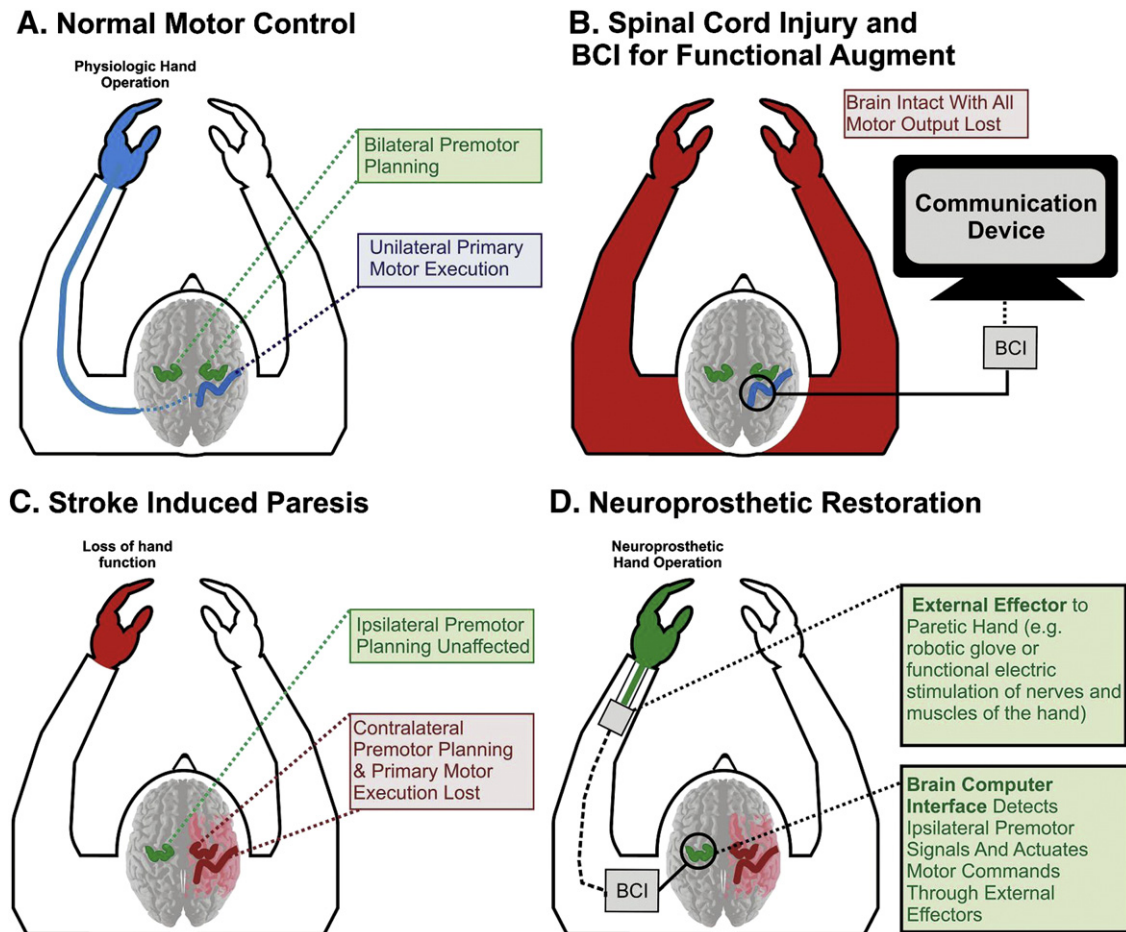 A. Normal Motor Control
Physiologic Hand
Operation
Bilateral Premotor
Planning
Unilateral Primary
Motor Execution
B. Spinal Cord Injury and
BCI for Functional Augment
Brain Intact With All
Motor Output Lost
Communication
Device
BCI
C. Stroke Induced Paresis
Loss of hand
function
Ipsilateral Premotor
Planning Unaffected
Contralateral
Premotor Planning
& Primary Motor
Execution Lost
D. Neuroprosthetic Restoration
Neuroprosthetic
Hand Operation
External Effector to
Paretic Hand (e.g.
robotic glove or
functional electric
stimulation of nerves and
muscles of the hand)
Brain Computer
Interface Detects
Ipsilateral Premotor
Signals And Actuates
Motor Commands
Through External
Effectors
BCI